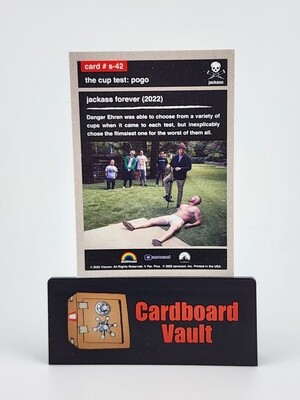 card # s-42
jackass
the cup test: pogo
jackass forever (2022)
Danger Ehren was able to choose from a variety of
cups when it came to each test, but inexplicably
chose the flimsiest one for the worst of them all.
zerocool
Cardboard
Vault